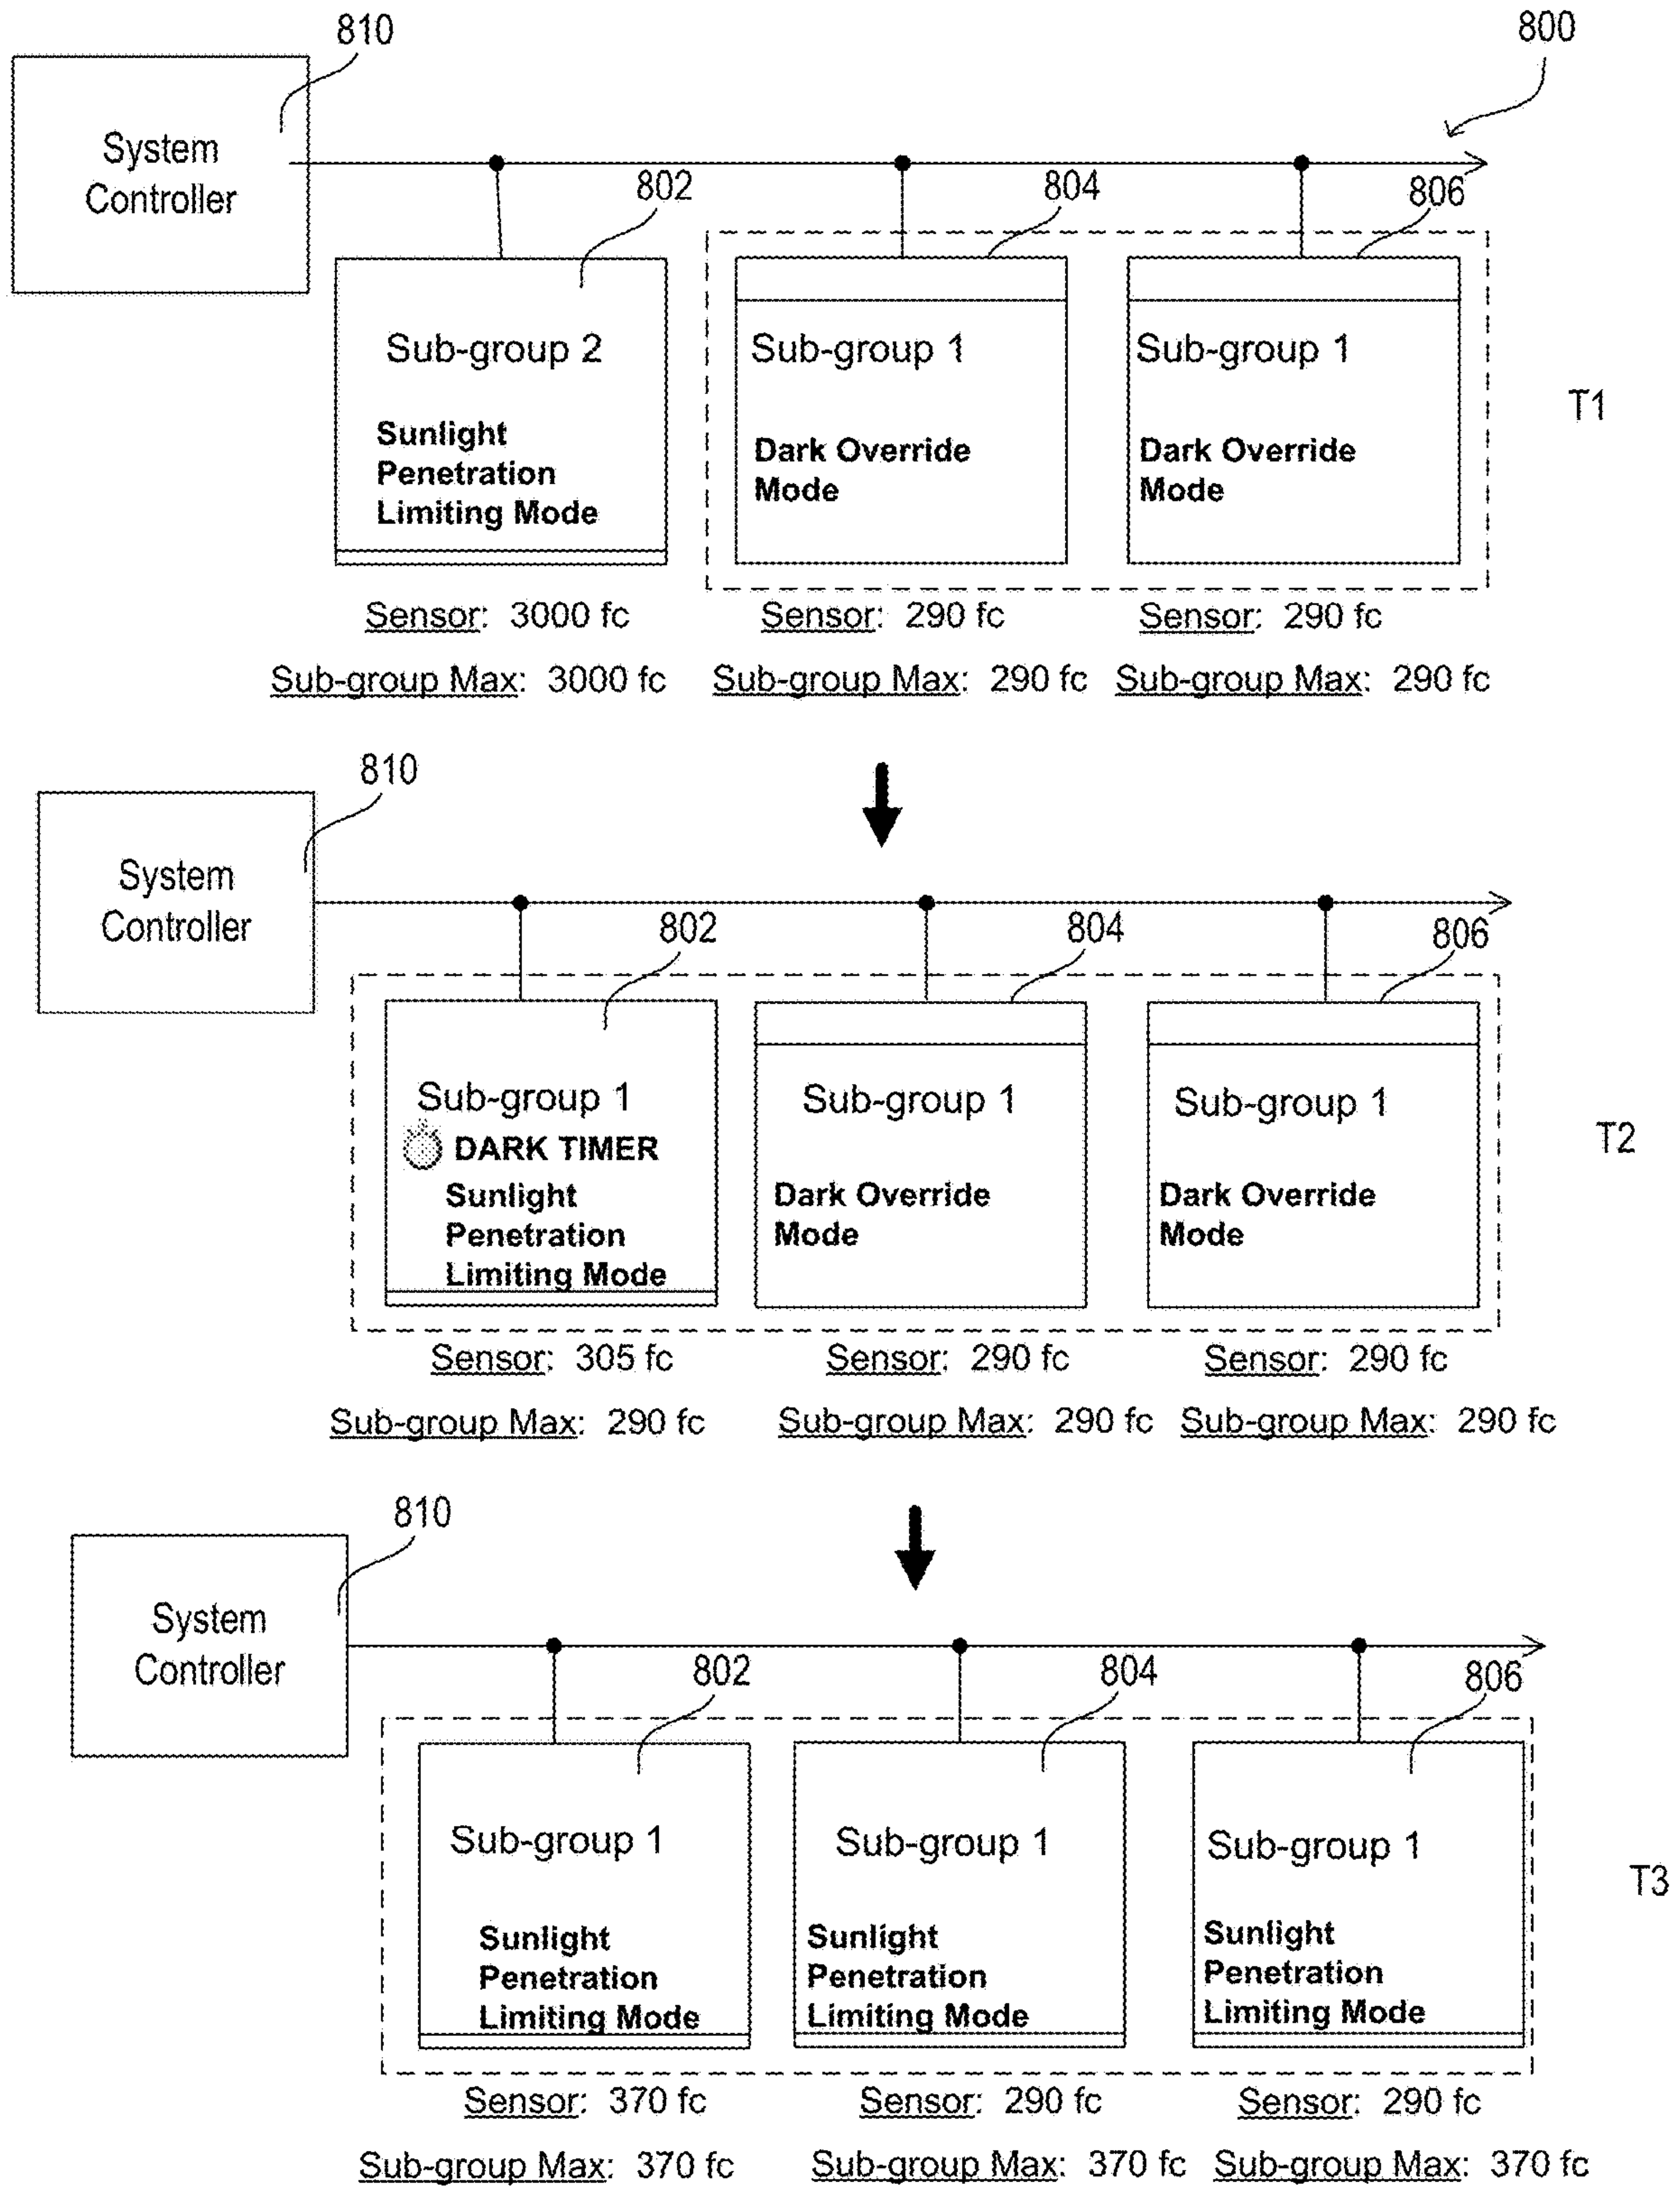 810
800
System
Controller
802
804
806
Sub-group 2
Sunlight
Penetration
Limiting Mode
Sub-group 1
Dark Override
Mode
Sub-group 1
Dark Override
Mode
T1
Sensor: 3000 fc
Sensor: 290 fc
Sensor: 290 fc
Sub-group Max: 3000 fc
Sub-group Max: 290 fc
Sub-group Max: 290 fc
810
System
Controller
802
804
806
Sub-group 1
DARK TIMER
Sunlight
Penetration
Limiting Mode
Sub-group 1
Dark Override
Mode
Sub-group 1
Dark Override
Mode
T2
Sensor: 305 fc
Sensor: 290 fc
Sensor: 290 fc
Sub-group Max: 290 fc
Sub-group Max: 290 fc
Sub-group Max: 290 fc
810
System
Controller
802
804
806
Sub-group 1
Sunlight
Penetration
Limiting Mode
Sub-group 1
Sunlight
Penetration
Limiting Mode
Sub-group 1
Sunlight
Penetration
Limiting Mode
T3
Sensor: 370 fc
Sensor: 290 fc
Sensor: 290 fc
Sub-group Max: 370 fc
Sub-group Max: 370 fc
Sub-group Max: 370 fc